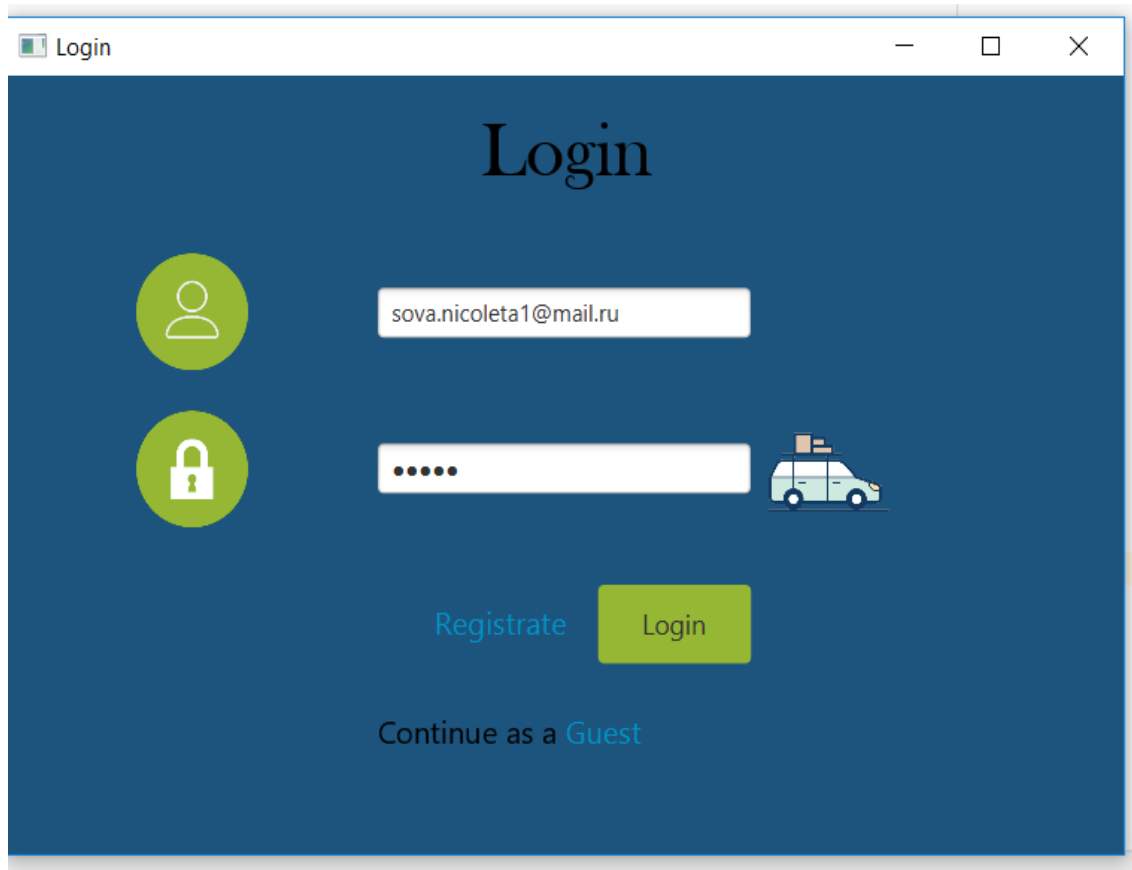 Login
Login
sova.nicoleta1@mail.ru
•••••
Registrate
Login
Continue as a Guest